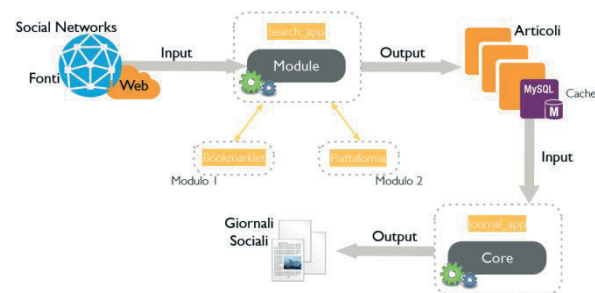 Social Networks
Fonti
Web
Input
Search_app
Module
Output
Articoli
MySQL
M
Cache
Bookmarklet
Modulo 1
Piattaforma
Modulo 2
Input
Journal_app
Core
Output
Giornali
Sociali